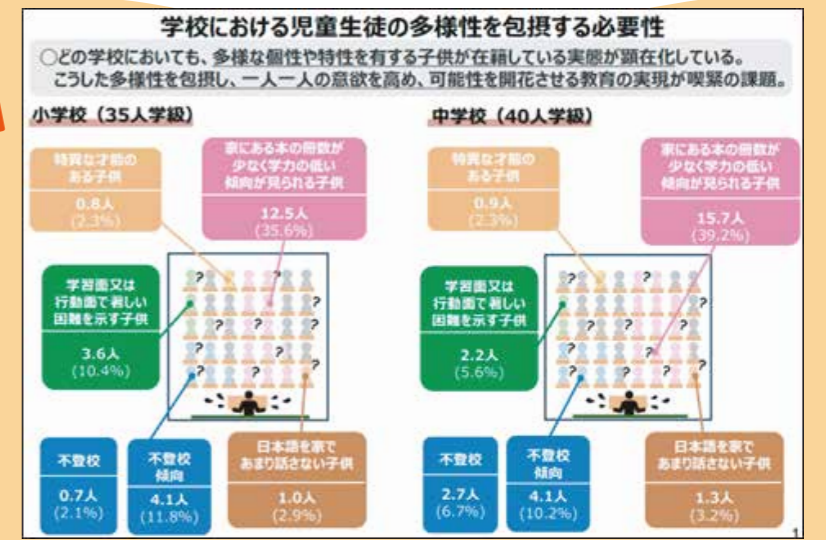 学校における児童生徒の多様性を包摂する必要性
○どの学校においても、多様な個性や特性を有する子供が在籍している実態が顕在化している。
こうした多様性を包摂し、一人一人の意欲を高め、可能性を開花させる教育の実現が喫緊の課題。
小学校（35人学級）
特異な才能の
ある子供
0.8人
(2.3%)
家にある本の冊数が
少なく学力の低い
傾向が見られる子供
12.5人
(35.6%)
学習面又は
行動面で著しい
困難を示す子供
3.6人
(10.4%)
? ?
?
? ? ?
? ?
? ? ?
不登校
0.7人
(2.1%)
不登校
傾向
4.1人
(11.8%)
日本語を家で
あまり話さない子供
1.0人
(2.9%)
中学校（40人学級）
特異な才能の
ある子供
0.9人
(2.3%)
家にある本の冊数が
少なく学力の低い
傾向が見られる子供
15.7人
(39.2%)
学習面又は
行動面で著しい
困難を示す子供
2.2人
(5.6%)
? ?
?
? ? ?
? ?
? ? ?
不登校
2.7人
(6.7%)
不登校
傾向
4.1人
(10.2%)
日本語を家で
あまり話さない子供
1.3人
(3.2%)
1